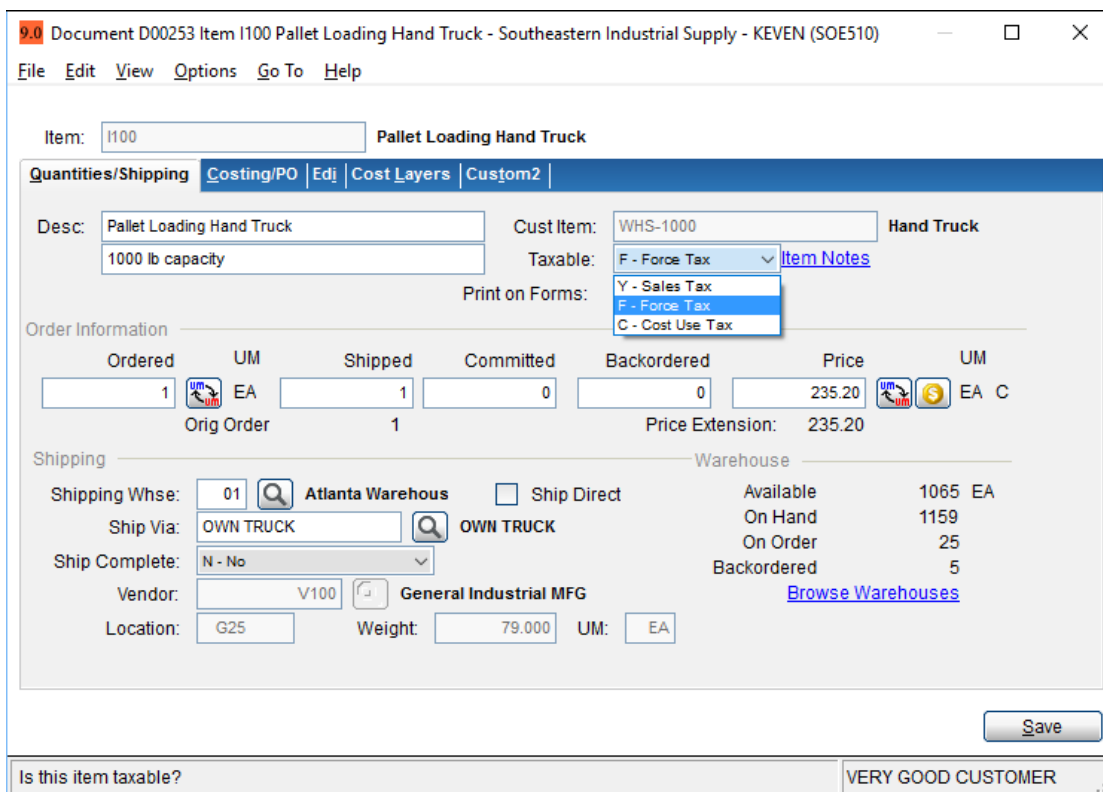 9.0 Document D00253 Item I100 Pallet Loading Hand Truck - Southeastern Industrial Supply - KEVEN (SOE510)
File Edit View Options Go To Help
Item: I100 Pallet Loading Hand Truck
Quantities/Shipping Costing/PO Edi Cost Layers Custom2
Desc: Pallet Loading Hand Truck Cust Item: WHS-1000 Hand Truck
1000 lb capacity Taxable: F - Force Tax Item Notes
Print on Forms: Y - Sales Tax
F - Force Tax
C - Cost Use Tax
Order Information
Ordered UM Shipped Committed Backordered Price UM
1 um um EA 1 0 0 235.20 um um EA C
Orig Order 1 Price Extension: 235.20
Shipping Warehouse
Shipping Whse: 01 Atlanta Warehous Ship Direct Available 1065 EA
Ship Via: OWN TRUCK OWN TRUCK On Hand 1159
Ship Complete: N - No On Order 25
Backordered 5
Vendor: V100 General Industrial MFG Browse Warehouses
Location: G25 Weight: 79.000 UM: EA
Save
Is this item taxable? VERY GOOD CUSTOMER